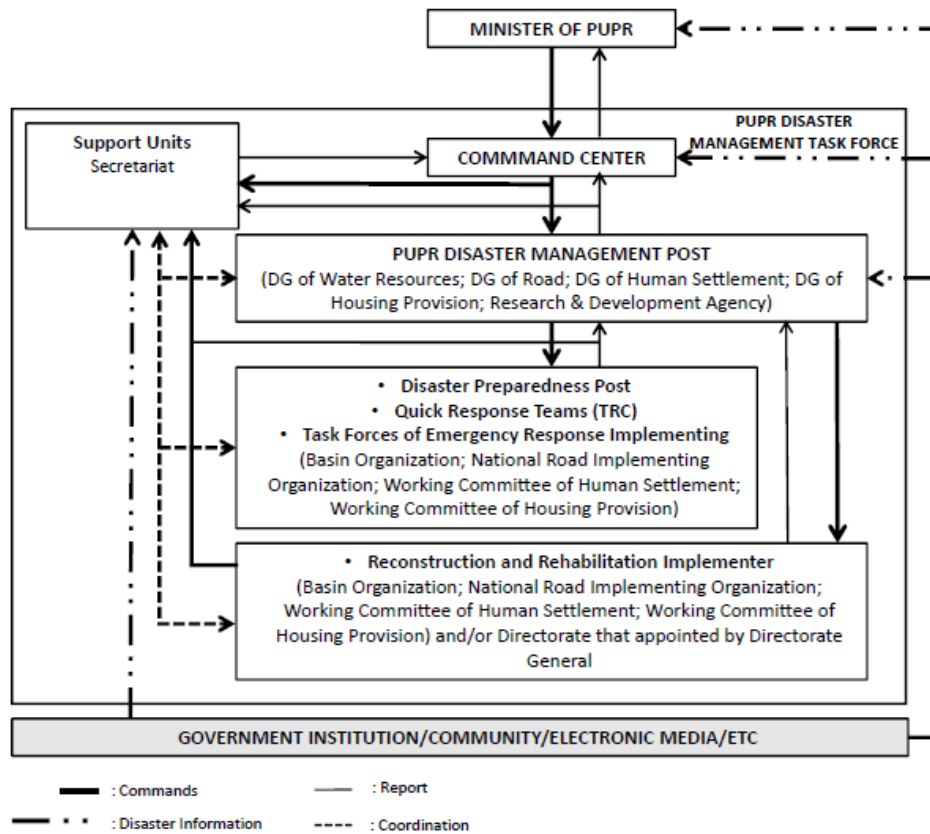 MINISTER OF PUPR
PUPR DISASTER
MANAGEMENT TASK FORCE
Support Units
Secretariat
COMMMAND CENTER
PUPR DISASTER MANAGEMENT POST
(DG of Water Resources; DG of Road; DG of Human Settlement; DG of
Housing Provision; Research & Development Agency)
• Disaster Preparedness Post
• Quick Response Teams (TRC)
• Task Forces of Emergency Response Implementing
(Basin Organization; National Road Implementing
Organization; Working Committee of Human Settlement;
Working Committee of Housing Provision)
• Reconstruction and Rehabilitation Implementer
(Basin Organization; National Road Implementing Organization;
Working Committee of Human Settlement; Working Committee of
Housing Provision) and/or Directorate that appointed by Directorate
General
GOVERNMENT INSTITUTION/COMMUNITY/ELECTRONIC MEDIA/ETC
: Commands
: Report
: Disaster Information
: Coordination